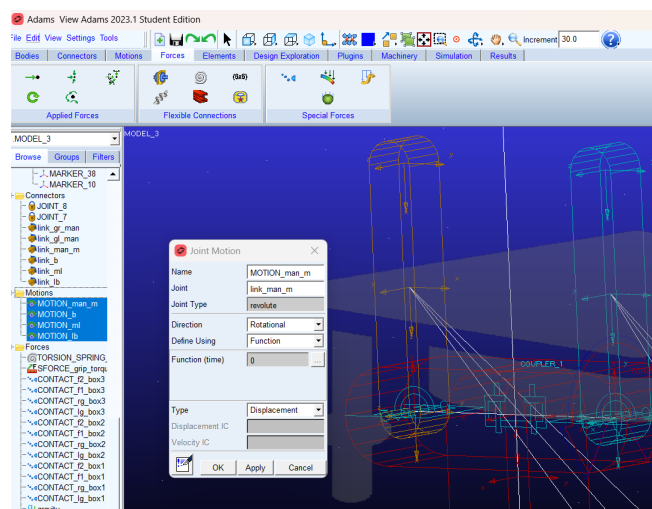 Adams View Adams 2023.1 Student Edition
File Edit View Settings Tools
Increment 30.0
Bodies Connectors Motions Forces Elements Design Exploration Plugins Machinery Simulation Results
(6x6)
Applied Forces Flexible Connections Special Forces
.MODEL_3
MODEL_3
Browse Groups Filters
MARKER_38
MARKER_10
Connectors
JOINT_8
JOINT_7
link_gr_man
link_gl_man
link_man_m
link_b
link_ml
link_lb
Motions
MOTION_man_m
MOTION_b
MOTION_ml
MOTION_lb
Forces
TORSION_SPRING_
SFORCE_grip_torqu
CONTACT_f2_box3
CONTACT_f1_box3
CONTACT_rg_box3
CONTACT_lg_box3
CONTACT_f2_box2
CONTACT_f1_box2
CONTACT_rg_box2
CONTACT_lg_box2
CONTACT_f2_box1
CONTACT_f1_box1
CONTACT_rg_box1
CONTACT_lg_box1
gravity
Joint Motion
Name MOTION_man_m
Joint link_man_m
Joint Type revolute
Direction Rotational
Define Using Function
Function (time) 0 ...
Type Displacement
Displacement IC
Velocity IC
OK Apply Cancel
COUPLER_1